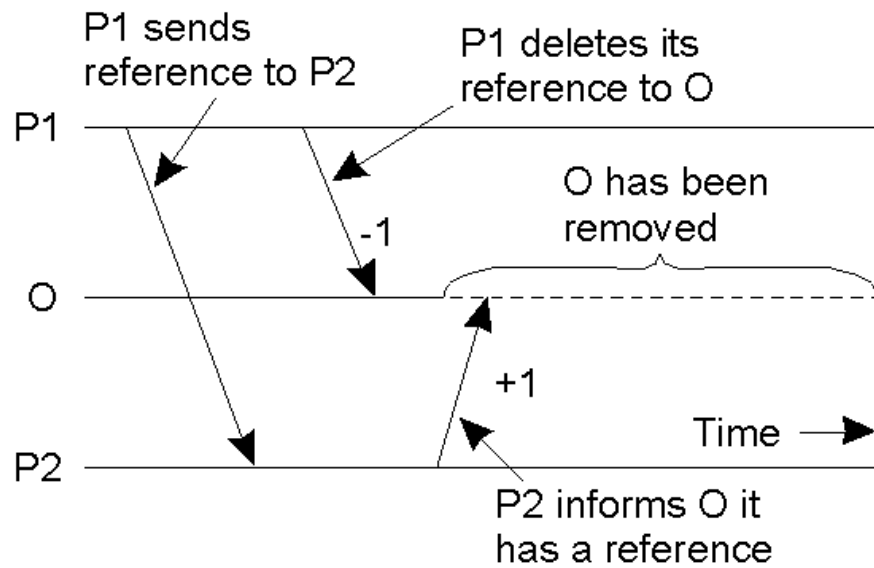 P1 sends
reference to P2
P1 deletes its
reference to O
P1
O has been
removed
-1
O
+1
Time
P2
P2 informs O it
has a reference